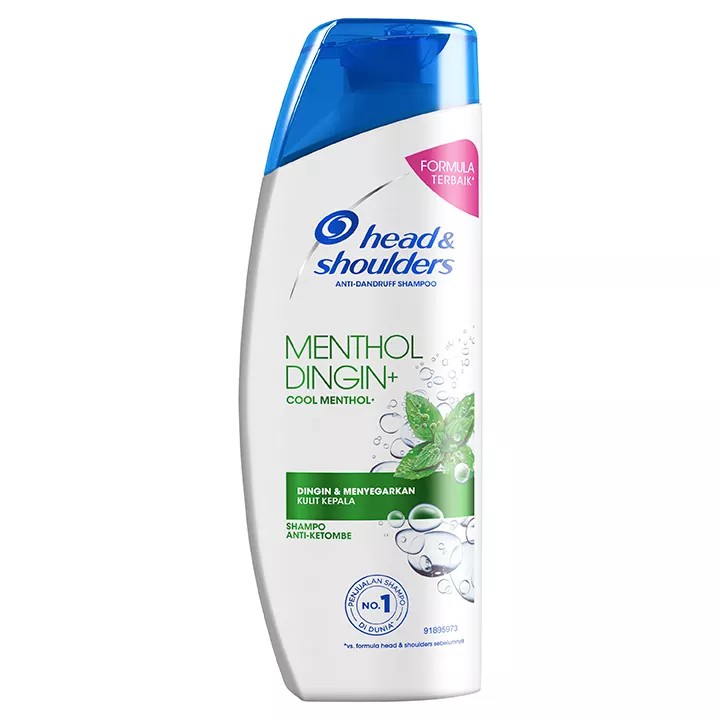 FORMULA
TERBAIK*
head &
shoulders
ANTI-DANDRUFF SHAMPOO
MENTHOL
DINGIN+
COOL MENTHOL+
DINGIN & MENYEGARKAN
KULIT KEPALA
SHAMPO
ANTI-KETOMBE
PENJUALAN SHAMPO
NO.1
DI DUNIA*
91895973
*vs. formula head & shoulders sebelumnya